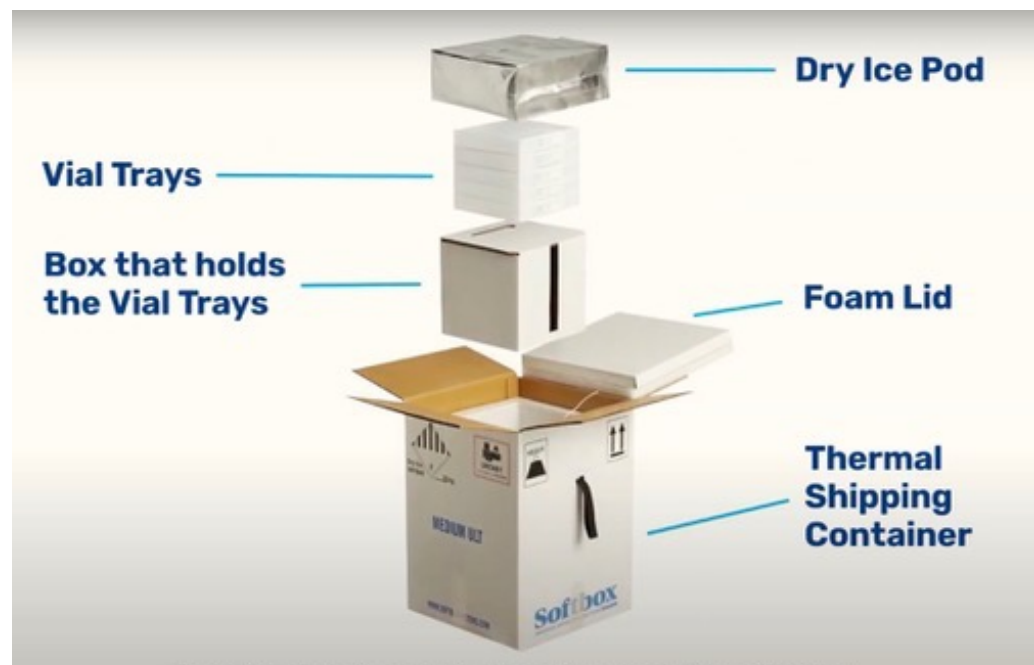 Dry Ice Pod
Vial Trays
Box that holds
the Vial Trays
Foam Lid
Thermal
Shipping
Container
MEDIUM ULT
Softbox